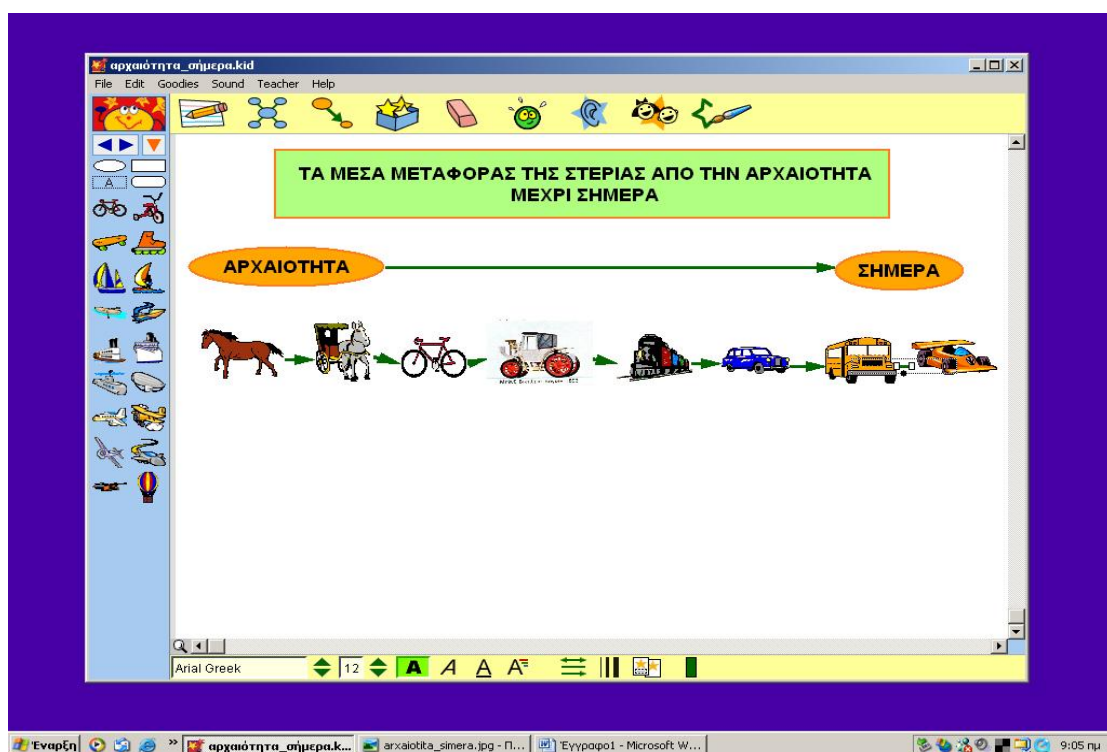 αρχαιότητα_σήμερα.kid
File Edit Goodies Sound Teacher Help
ΤΑ ΜΕΣΑ ΜΕΤΑΦΟΡΑΣ ΤΗΣ ΣΤΕΡΙΑΣ ΑΠΟ ΤΗΝ ΑΡΧΑΙΟΤΗΤΑ
ΜΕΧΡΙ ΣΗΜΕΡΑ
A
ΑΡΧΑΙΟΤΗΤΑ
ΣΗΜΕΡΑ
Arial Greek 12 A A A A
Έναρξη » αρχαιότητα_σήμερα.k... arxaiotita_simera.jpg - Π... Έγγραφο1 - Microsoft W... 9:05 πμ